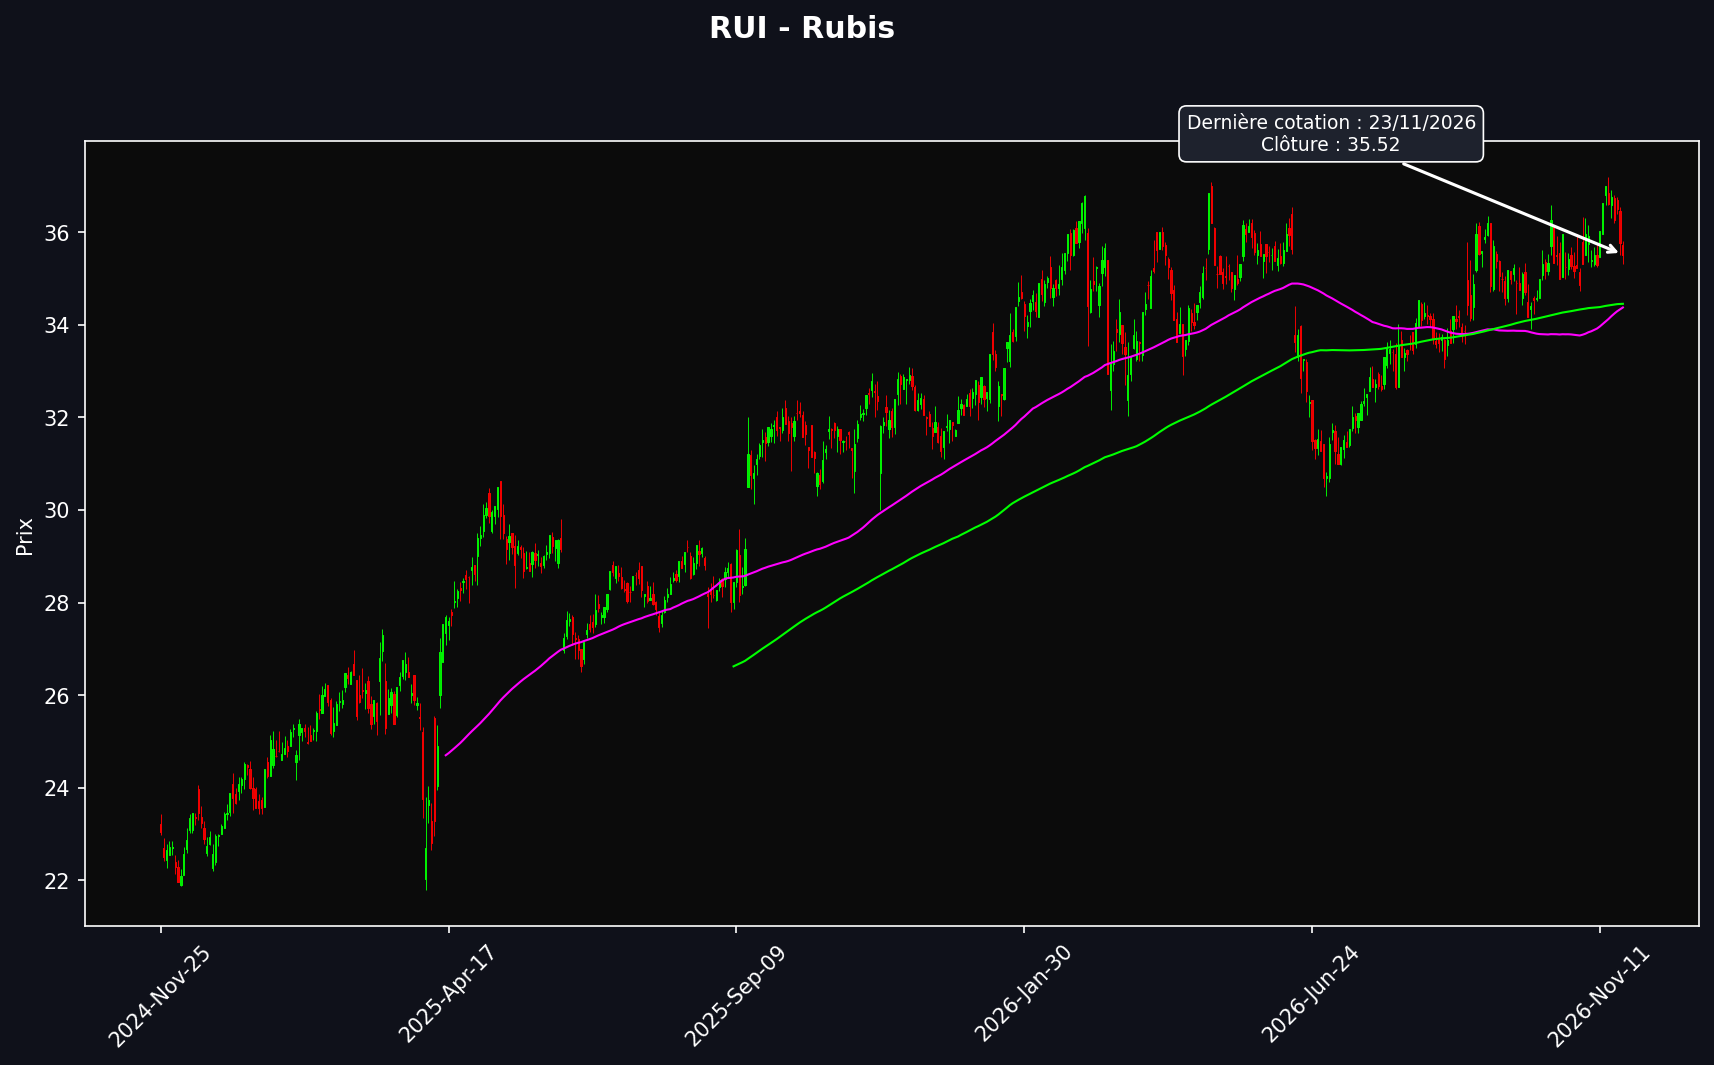 RUI - Rubis
Dernière cotation : 23/11/2026
Clôture : 35.52
Prix
36
34
32
30
28
26
24
22
2024-Nov-25
2025-Apr-17
2025-Sep-09
2026-Jan-30
2026-Jun-24
2026-Nov-11